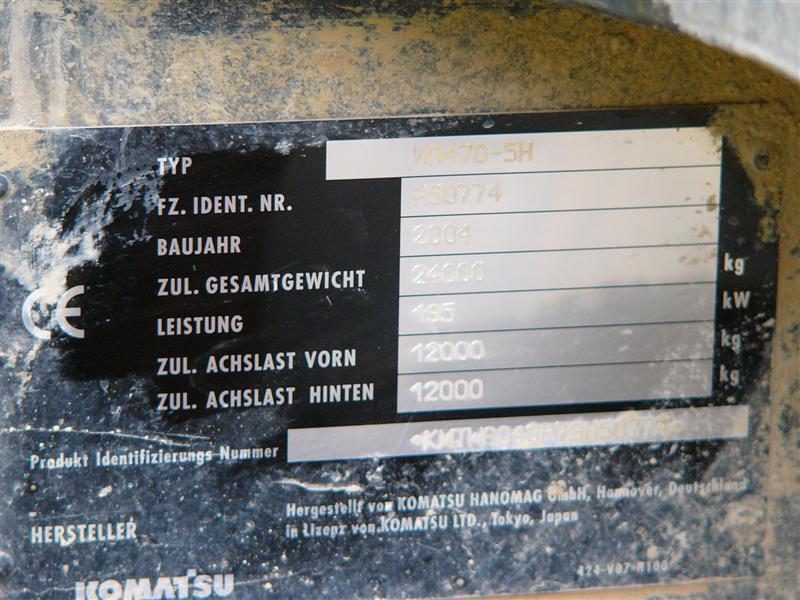 TYP WA470-5H
FZ. IDENT. NR. H50774
BAUJAHR 2004
ZUL. GESAMTGEWICHT 24000 kg
LEISTUNG 195 kW
ZUL. ACHSLAST VORN 12000 kg
ZUL. ACHSLAST HINTEN 12000 kg
CE
Produkt Identifizierungs Nummer
HERSTELLER
Hergestellt von KOMATSU HANOMAG GmbH, Hannover, Deutschland
in Lizenz von KOMATSU LTD., Tokyo, Japan
KOMATSU